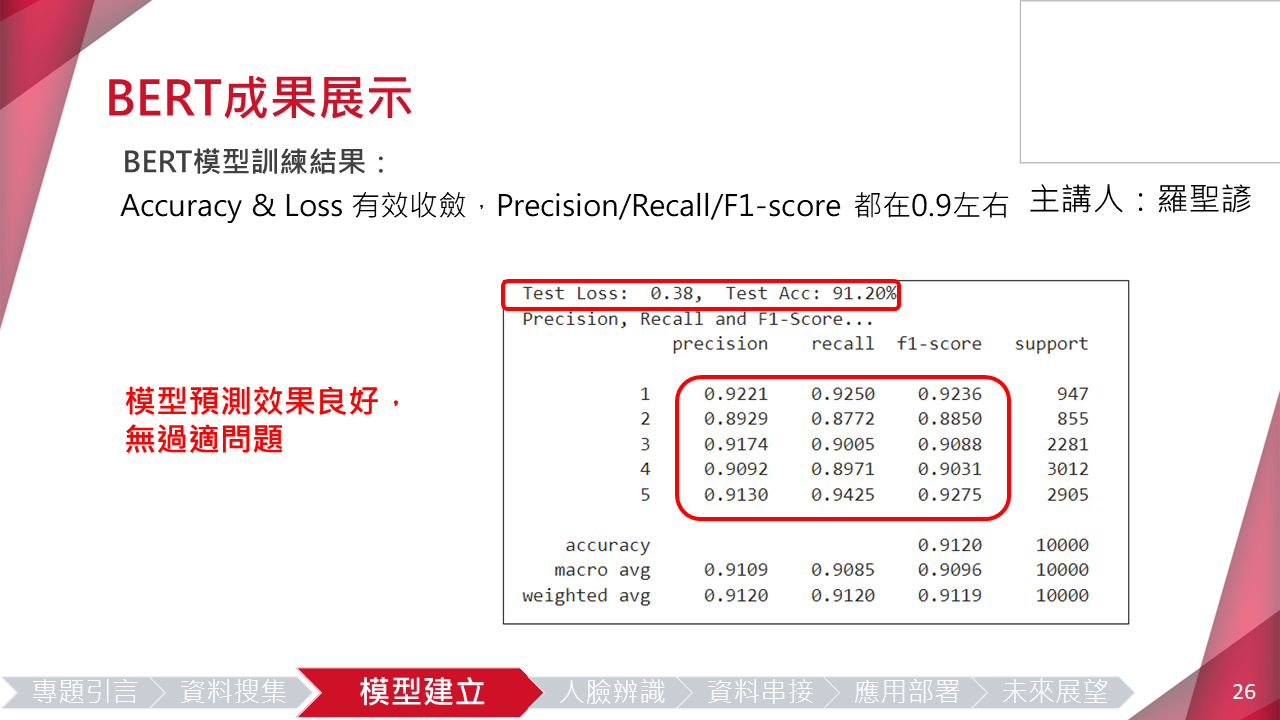 BERT成果展示
BERT模型訓練結果：
Accuracy & Loss 有效收斂，Precision/Recall/F1-score 都在0.9左右
主講人：羅聖諺
Test Loss:  0.38,  Test Acc: 91.20%
Precision, Recall and F1-Score...
precision recall f1-score support
1 0.9221 0.9250 0.9236 947
2 0.8929 0.8772 0.8850 855
3 0.9174 0.9005 0.9088 2281
4 0.9092 0.8971 0.9031 3012
5 0.9130 0.9425 0.9275 2905
accuracy 0.9120 10000
macro avg 0.9109 0.9085 0.9096 10000
weighted avg 0.9120 0.9120 0.9119 10000
模型預測效果良好，
無過適問題
專題引言 資料搜集 模型建立 人臉辨識 資料串接 應用部署 未來展望 26